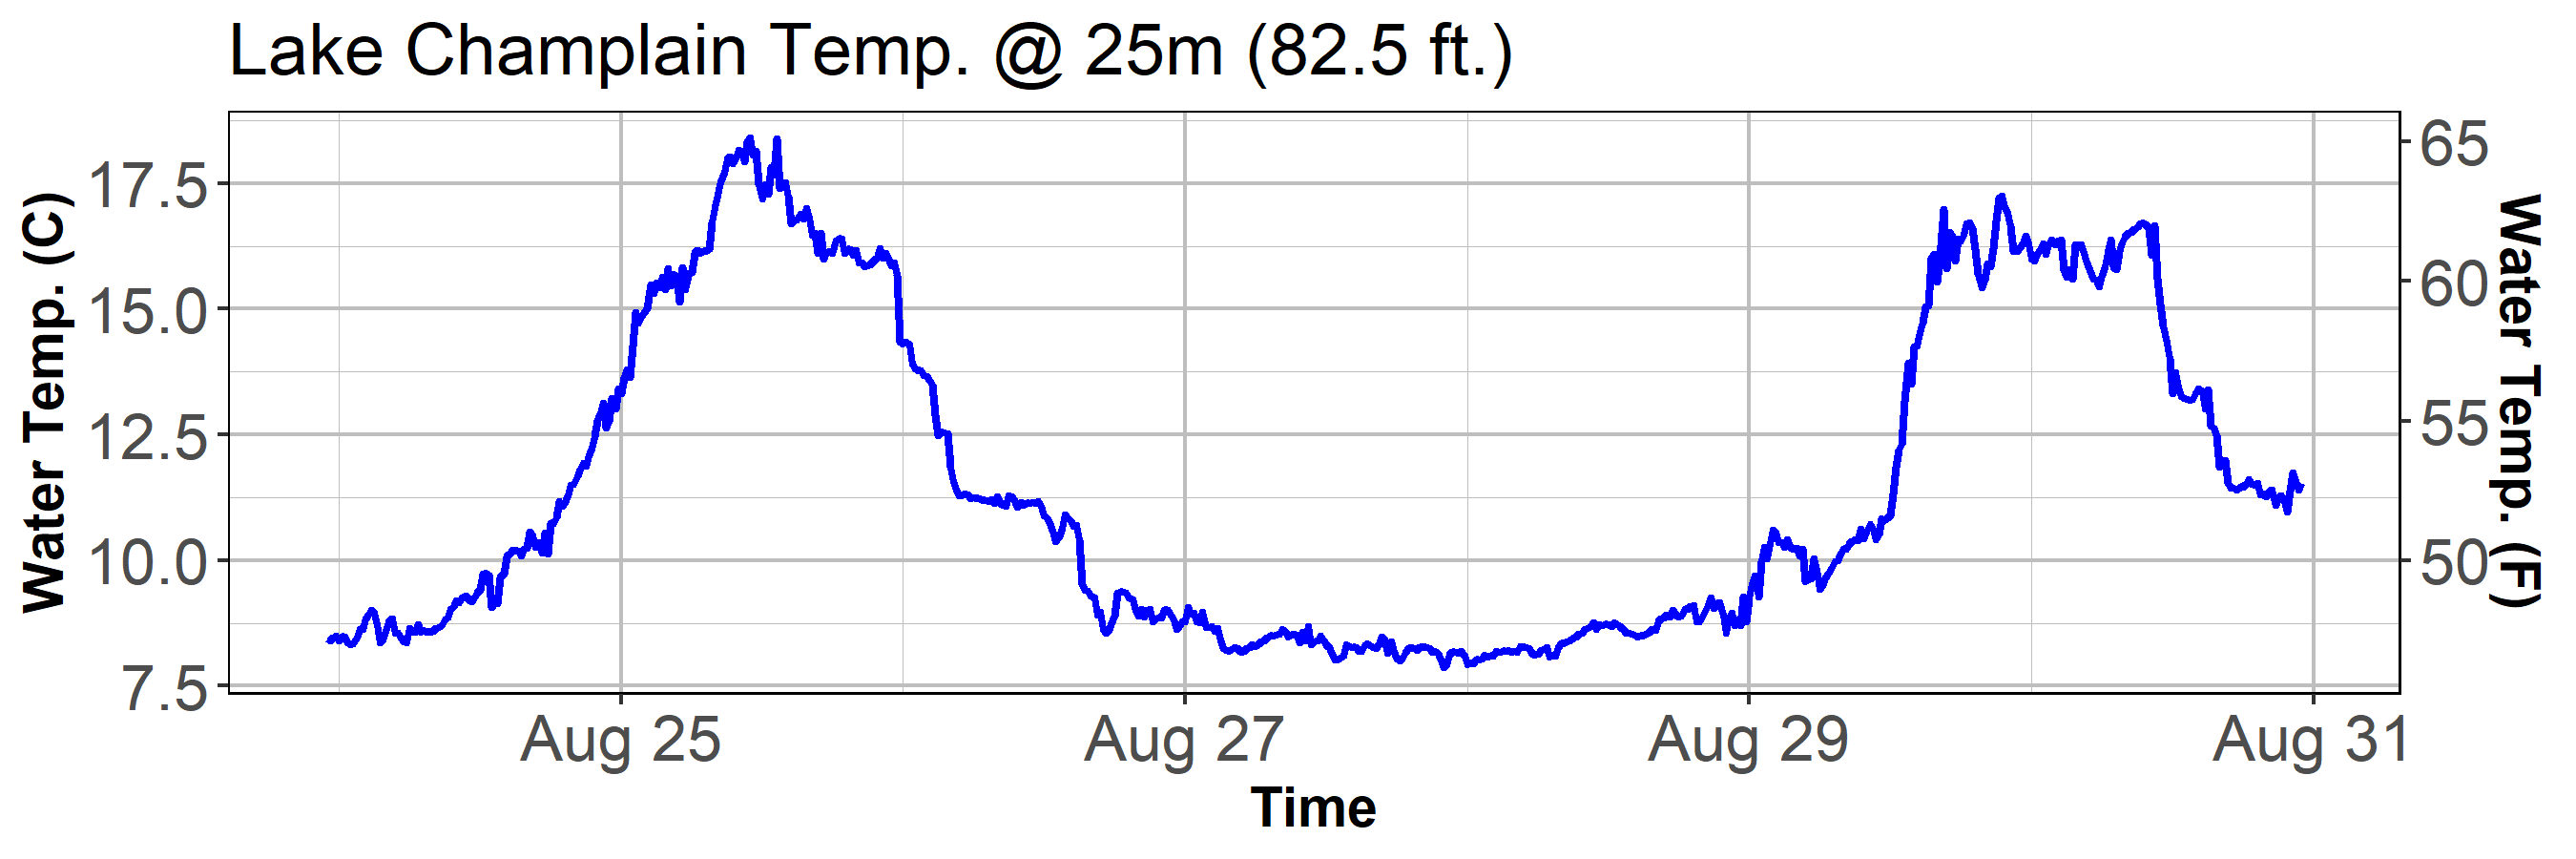 Lake Champlain Temp. @ 25m (82.5 ft.)
Water Temp. (C)
17.5
15.0
12.5
10.0
7.5
65
60
55
50
Water Temp. (F)
Aug 25 Aug 27 Aug 29 Aug 31
Time